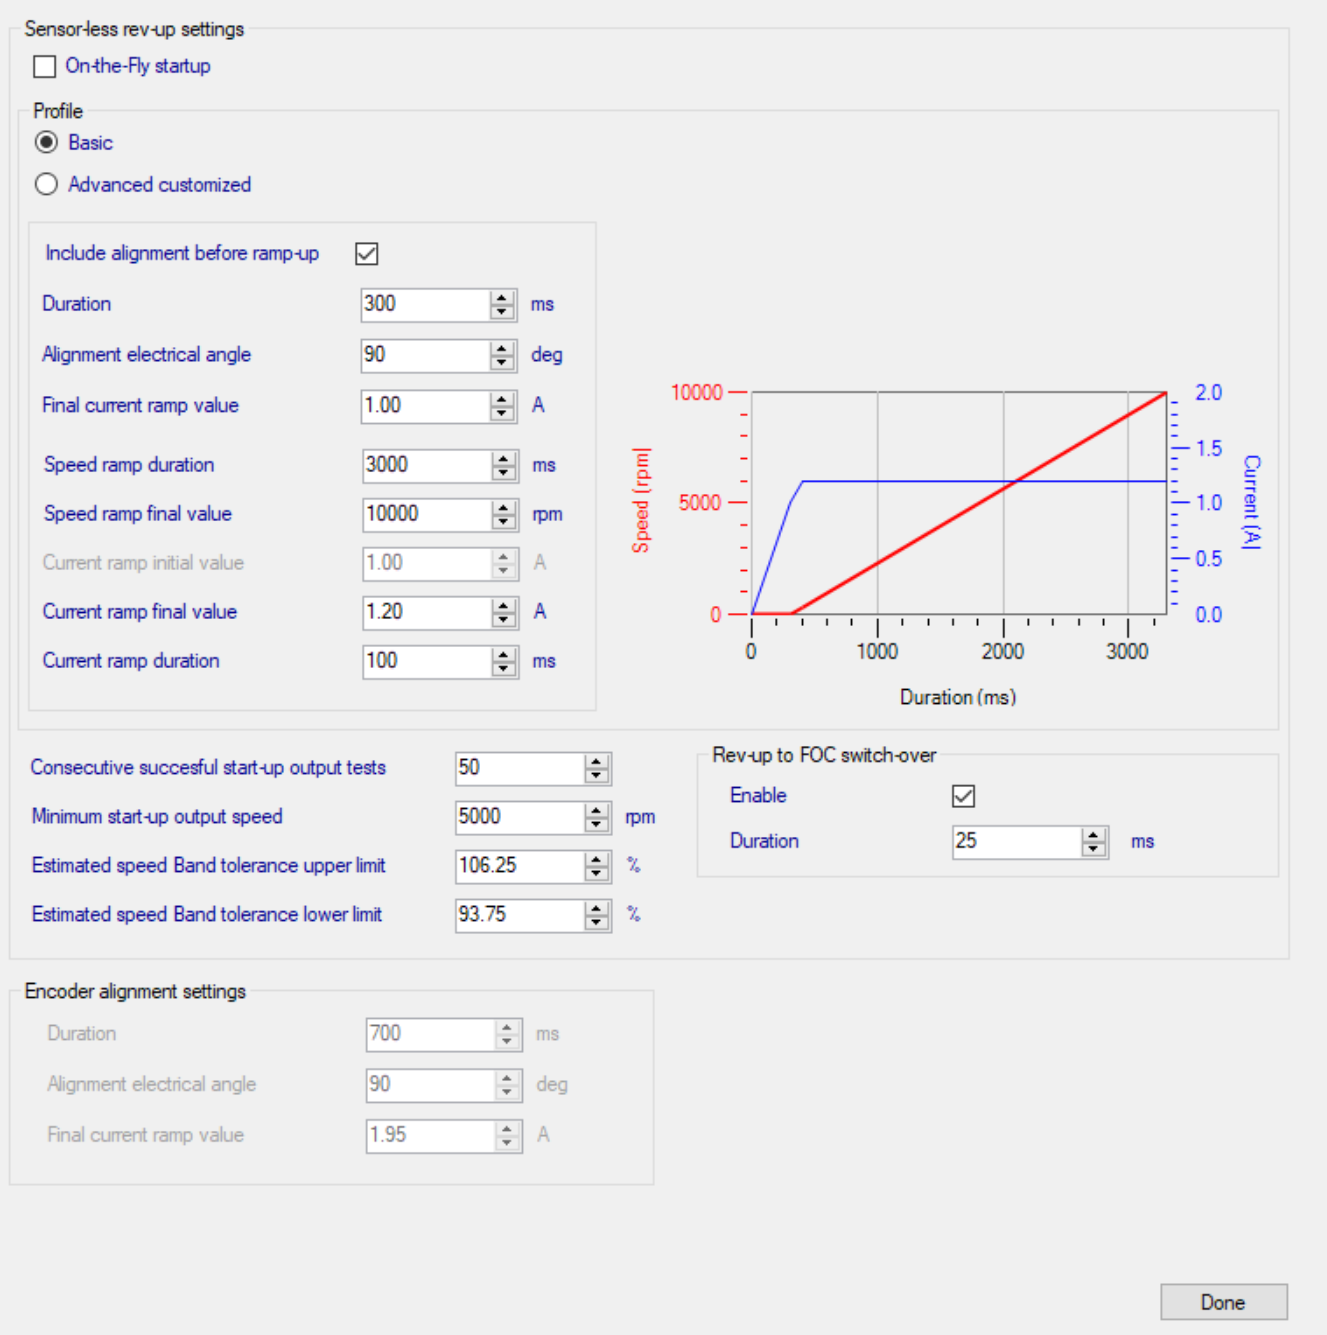 Sensor-less rev-up settings
On-the-Fly startup
Profile
Basic
Advanced customized
Include alignment before ramp-up
Duration 300 ms
Alignment electrical angle 90 deg
Final current ramp value 1.00 A
Speed ramp duration 3000 ms
Speed ramp final value 10000 rpm
Current ramp initial value 1.00 A
Current ramp final value 1.20 A
Current ramp duration 100 ms
10000
5000
0
Speed (rpm)
2.0
1.5
1.0
0.5
0.0
Current (A)
0 1000 2000 3000
Duration (ms)
Consecutive succesful start-up output tests 50
Minimum start-up output speed 5000 rpm
Estimated speed Band tolerance upper limit 106.25 %
Estimated speed Band tolerance lower limit 93.75 %
Rev-up to FOC switch-over
Enable
Duration 25 ms
Encoder alignment settings
Duration 700 ms
Alignment electrical angle 90 deg
Final current ramp value 1.95 A
Done